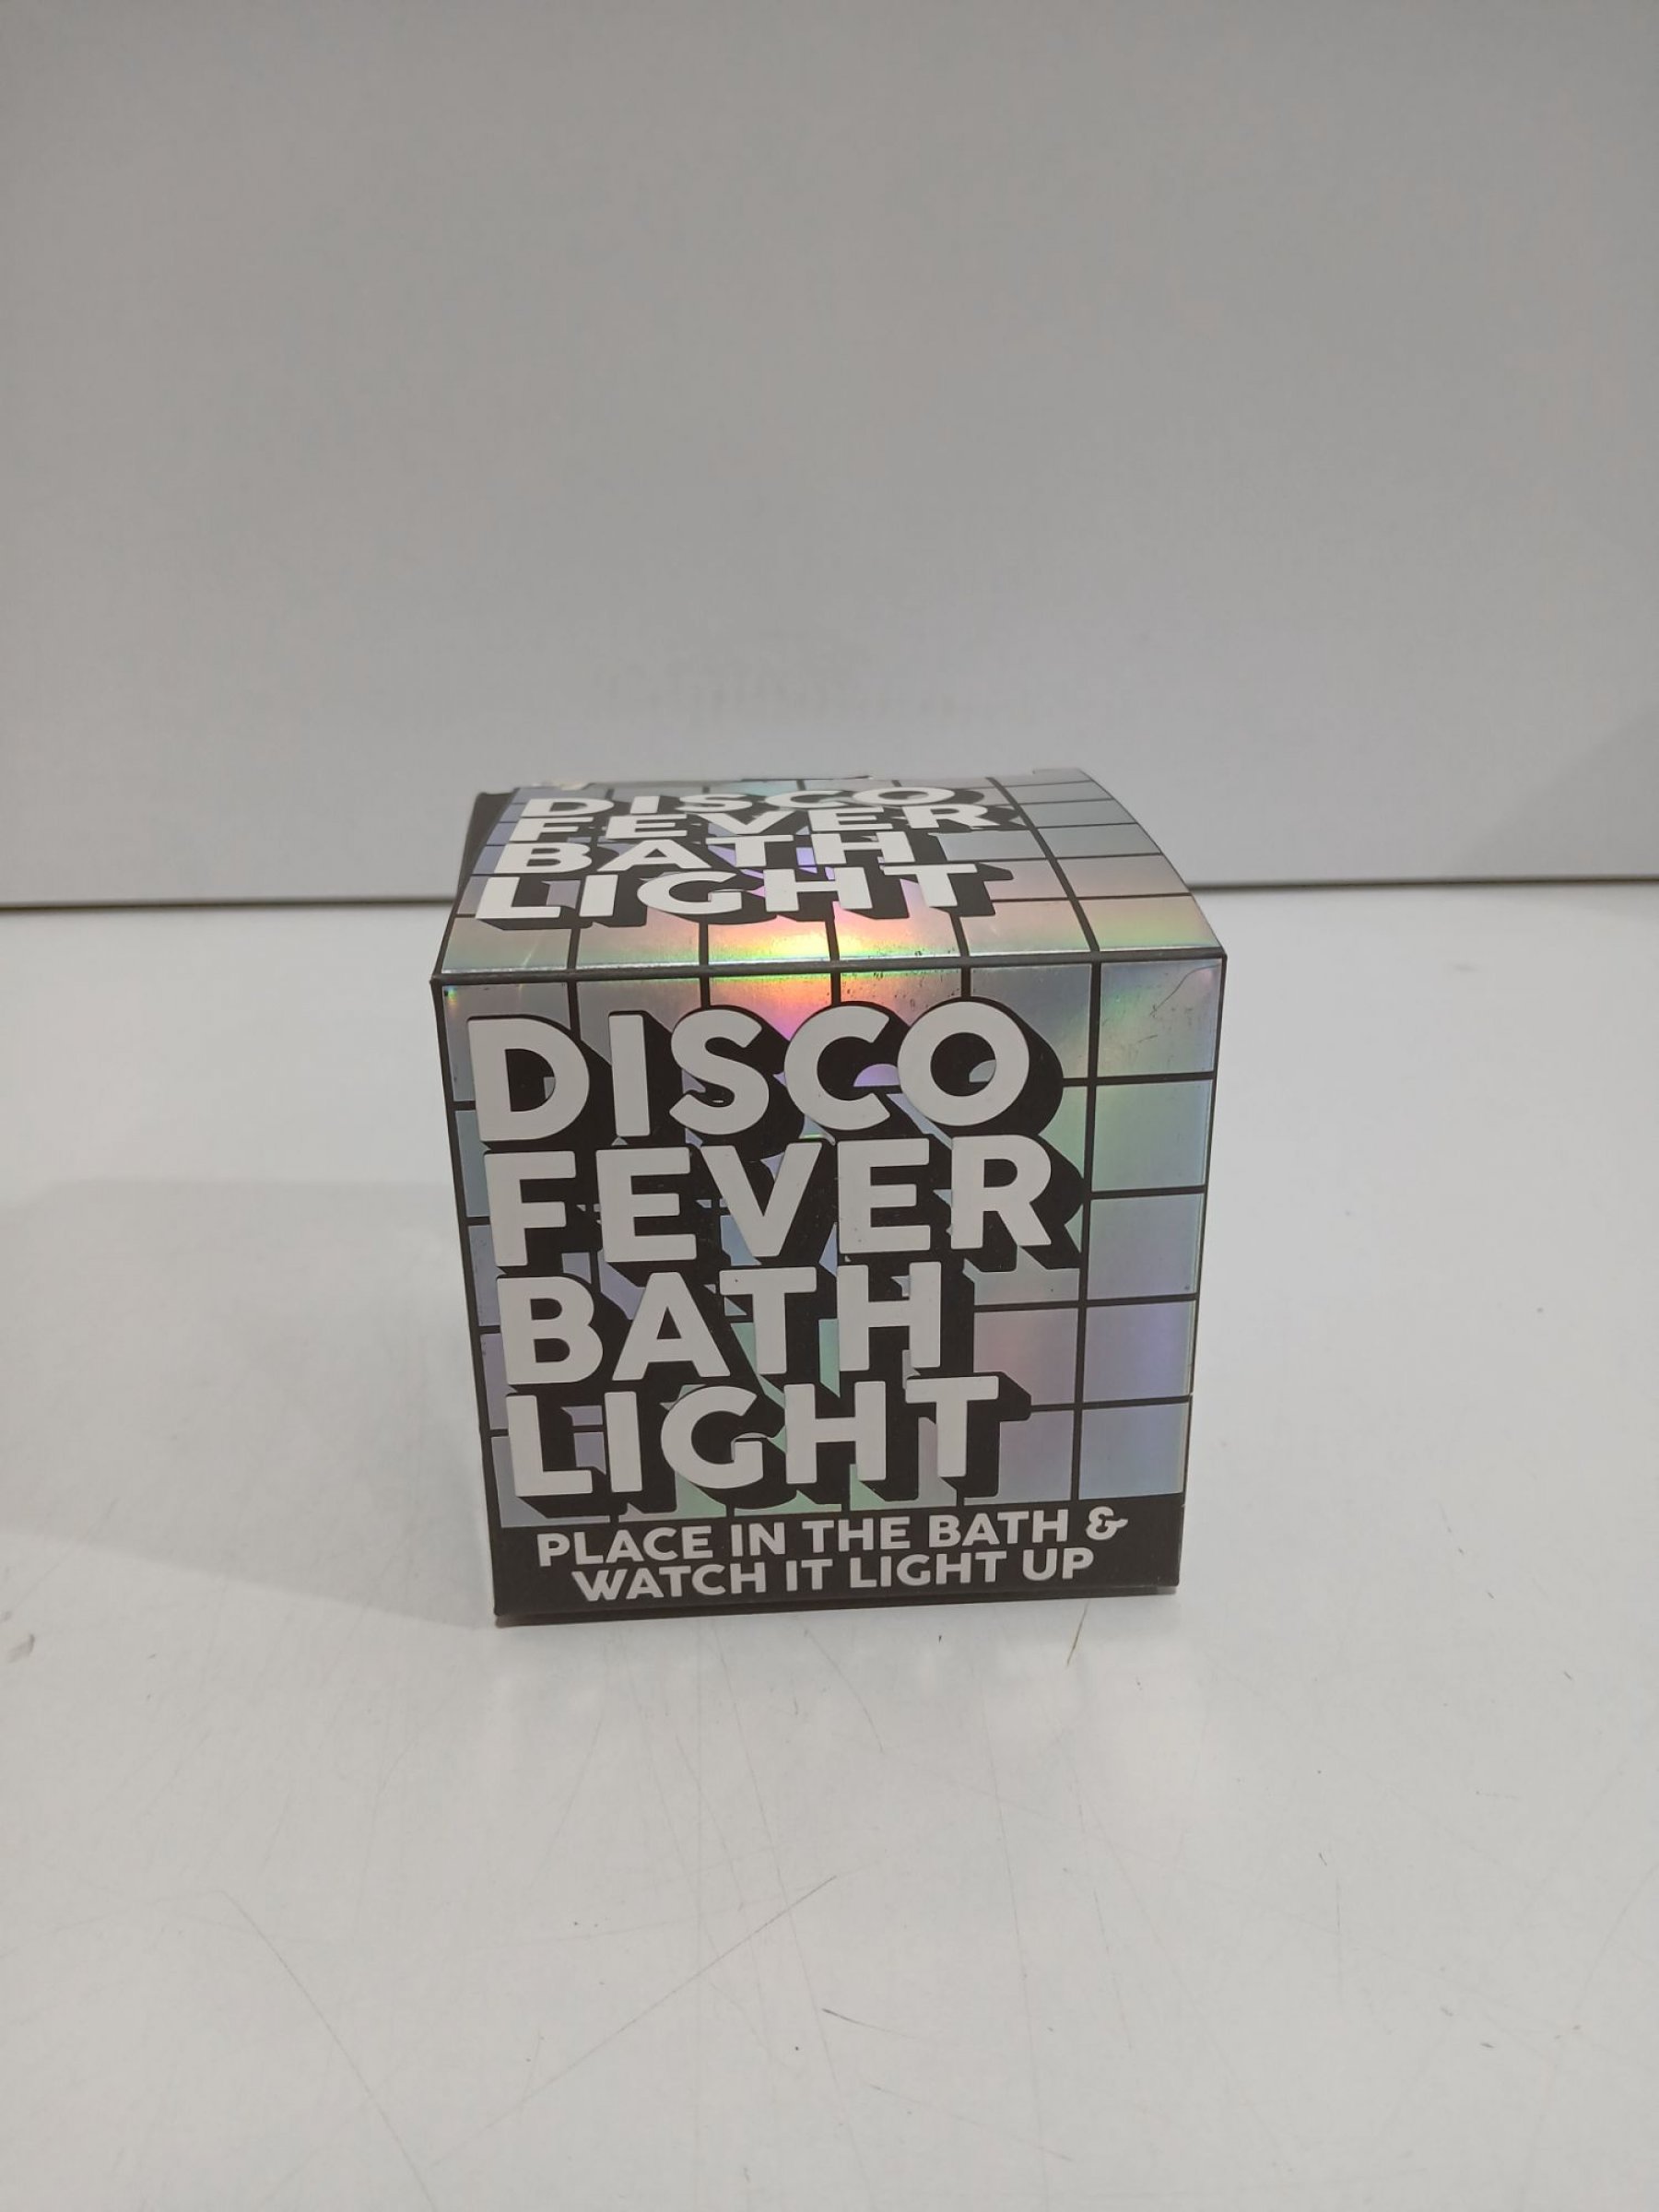 DISCO
FEVER
BATH
LIGHT
DISCO
FEVER
BATH
LIGHT
PLACE IN THE BATH &
WATCH IT LIGHT UP